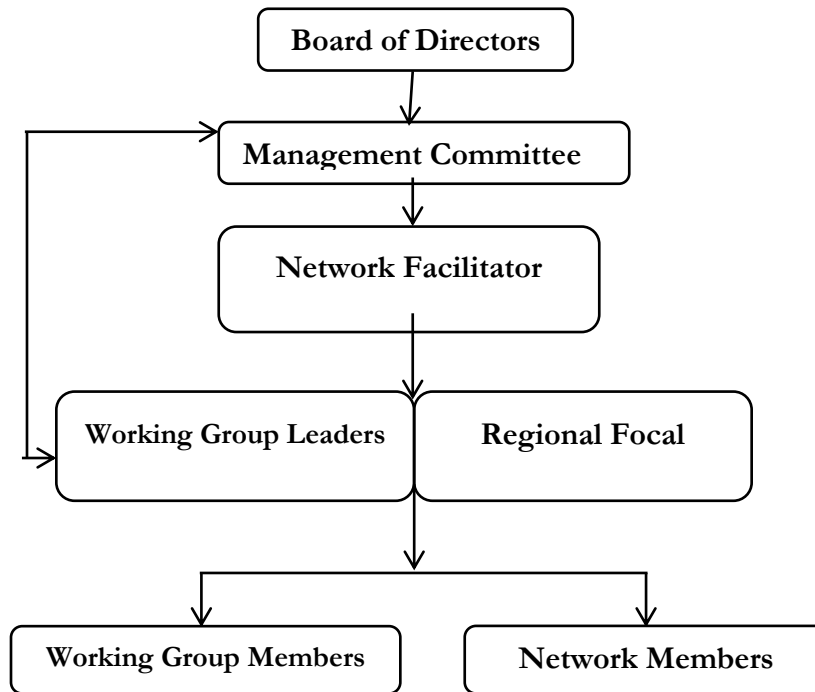 Board of Directors
Management Committee
Network Facilitator
Working Group Leaders
Regional Focal
Working Group Members
Network Members